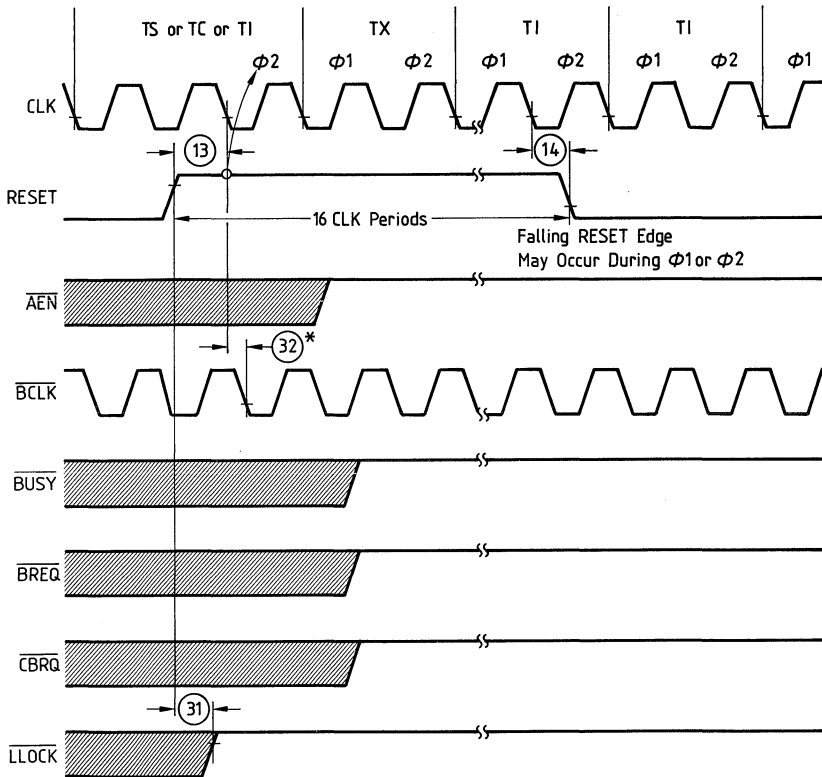 TS or TC or TI TX TI TI
ϕ2 ϕ1 ϕ2 ϕ1 ϕ2 ϕ1 ϕ2 ϕ1
CLK
13 14
RESET
16 CLK Periods
Falling RESET Edge
May Occur During ϕ1 or ϕ2
AEN
32*
BCLK
BUSY
BREQ
CBRQ
31
LLOCK